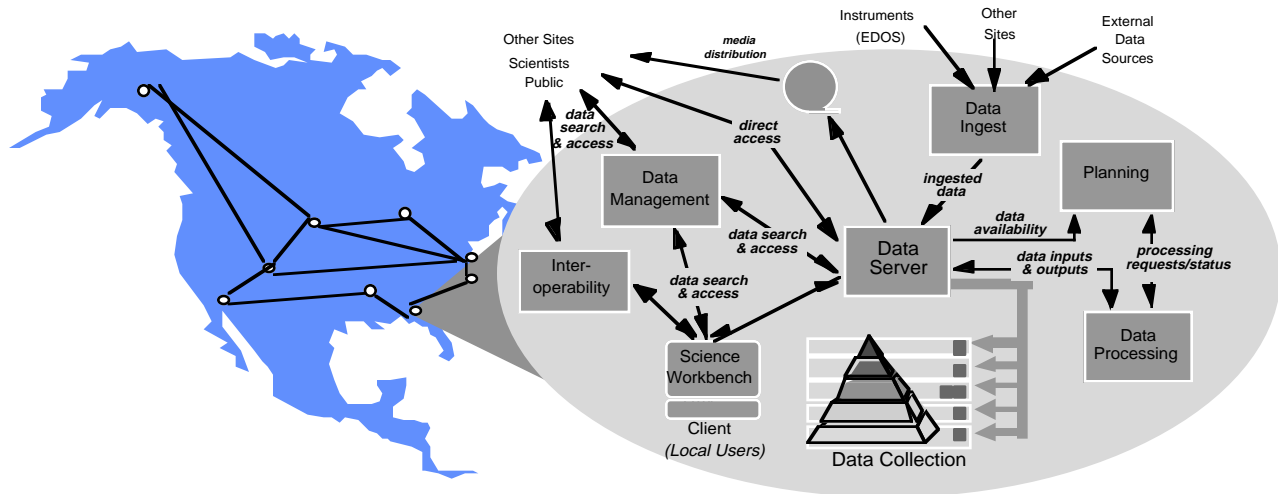 Instruments
(EDOS)
Other
Sites
External
Data
Sources
Other Sites
Scientists
Public
media
distribution
data
search
& access
direct
access
Data
Ingest
ingested
data
Planning
Data
Management
data search
& access
Data
Server
data
availability
processing
requests/status
data inputs
& outputs
Inter-
operability
data search
& access
Science
Workbench
Data
Processing
Client
(Local Users)
Data Collection